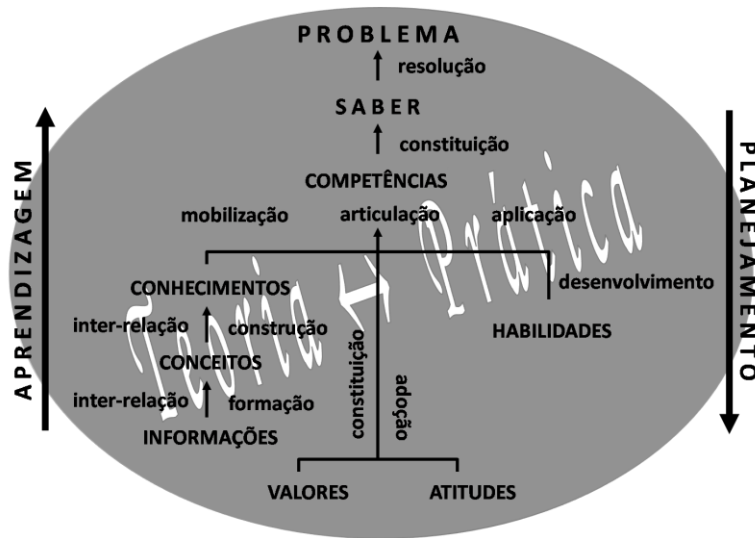 PROBLEMA
resolução
SABER
constituição
COMPETÊNCIAS
mobilização articulação aplicação
CONHECIMENTOS
desenvolvimento
inter-relação construção
HABILIDADES
CONCEITOS
inter-relação formação
INFORMAÇÕES
constituição
adoção
VALORES ATITUDES
APRENDIZAGEM
PLANEJAMENTO
Teoria ↔ Prática